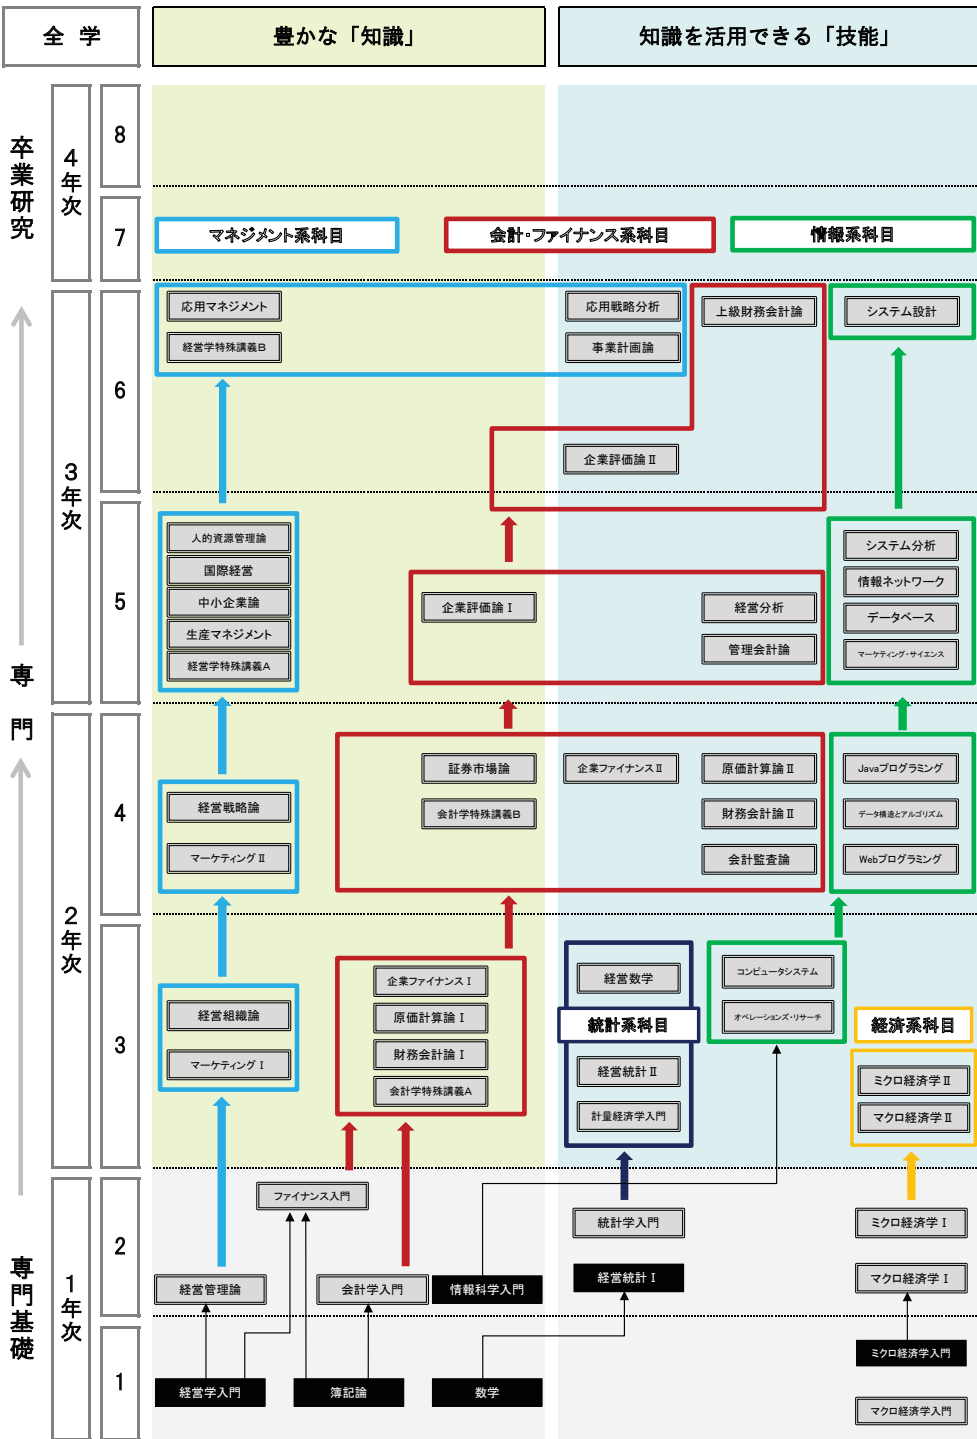 全 学
豊かな「知識」
知識を活用できる「技能」
卒業研究
4年次
8
7
マネジメント系科目
会計・ファイナンス系科目
情報系科目
専 門
3年次
6
応用マネジメント
経営学特殊講義B
応用戦略分析
事業計画論
上級財務会計論
システム設計
企業評価論Ⅱ
5
人的資源管理論
国際経営
中小企業論
生産マネジメント
経営学特殊講義A
企業評価論Ⅰ
経営分析
管理会計論
システム分析
情報ネットワーク
データベース
マーケティング・サイエンス
2年次
4
経営戦略論
マーケティングⅡ
証券市場論
会計学特殊講義B
企業ファイナンスⅡ
原価計算論Ⅱ
財務会計論Ⅱ
会計監査論
Javaプログラミング
データ構造とアルゴリズム
Webプログラミング
3
経営組織論
マーケティングⅠ
企業ファイナンスⅠ
原価計算論Ⅰ
財務会計論Ⅰ
会計学特殊講義A
経営数学
統計系科目
経営統計Ⅱ
計量経済学入門
コンピュータシステム
オペレーションズ・リサーチ
経済系科目
ミクロ経済学Ⅱ
マクロ経済学Ⅱ
専門基礎
1年次
2
ファイナンス入門
経営管理論
会計学入門
情報科学入門
統計学入門
経営統計Ⅰ
ミクロ経済学Ⅰ
マクロ経済学Ⅰ
1
経営学入門
簿記論
数学
ミクロ経済学入門
マクロ経済学入門